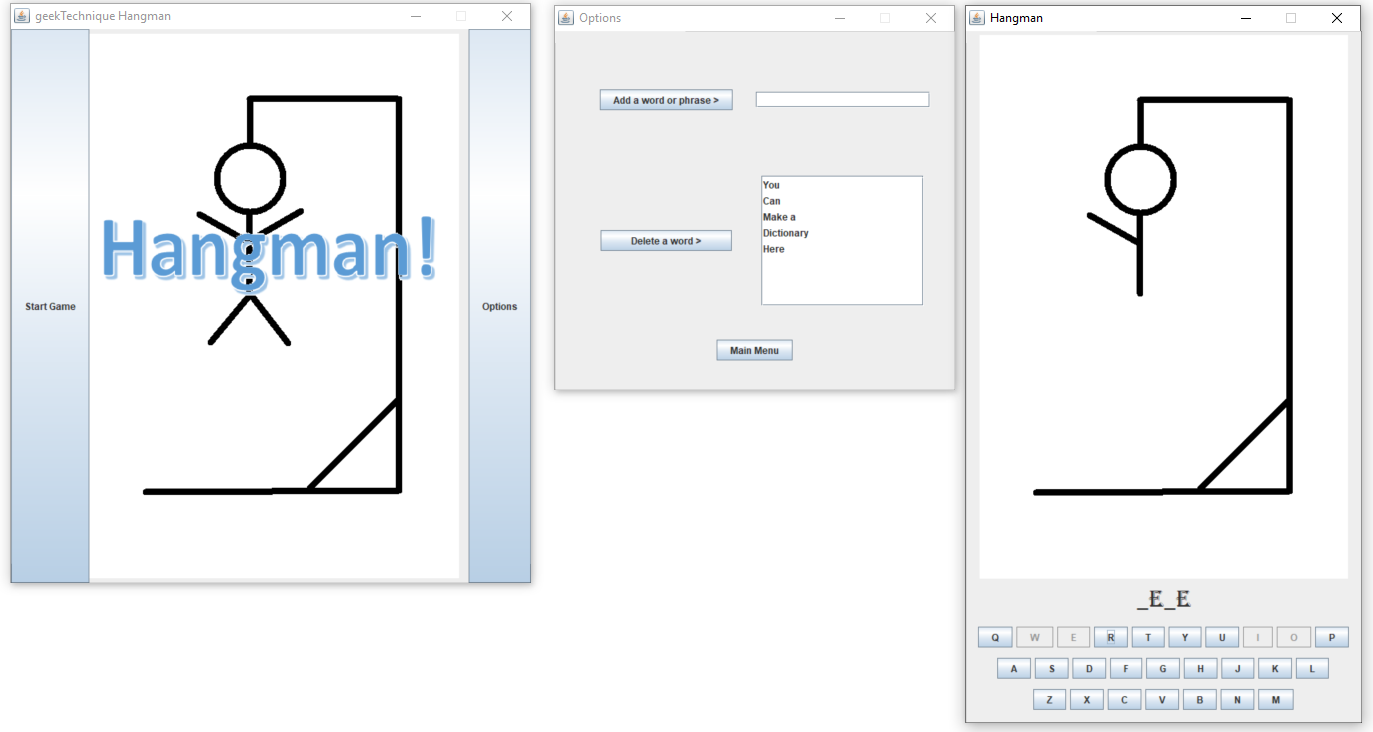 geekTechnique Hangman
Start Game
Hangman!
Options
Options
Add a word or phrase >
You
Can
Make a
Dictionary
Here
Delete a word >
Main Menu
Hangman
_E_E
Q W E R T Y U I O P
A S D F G H J K L
Z X C V B N M